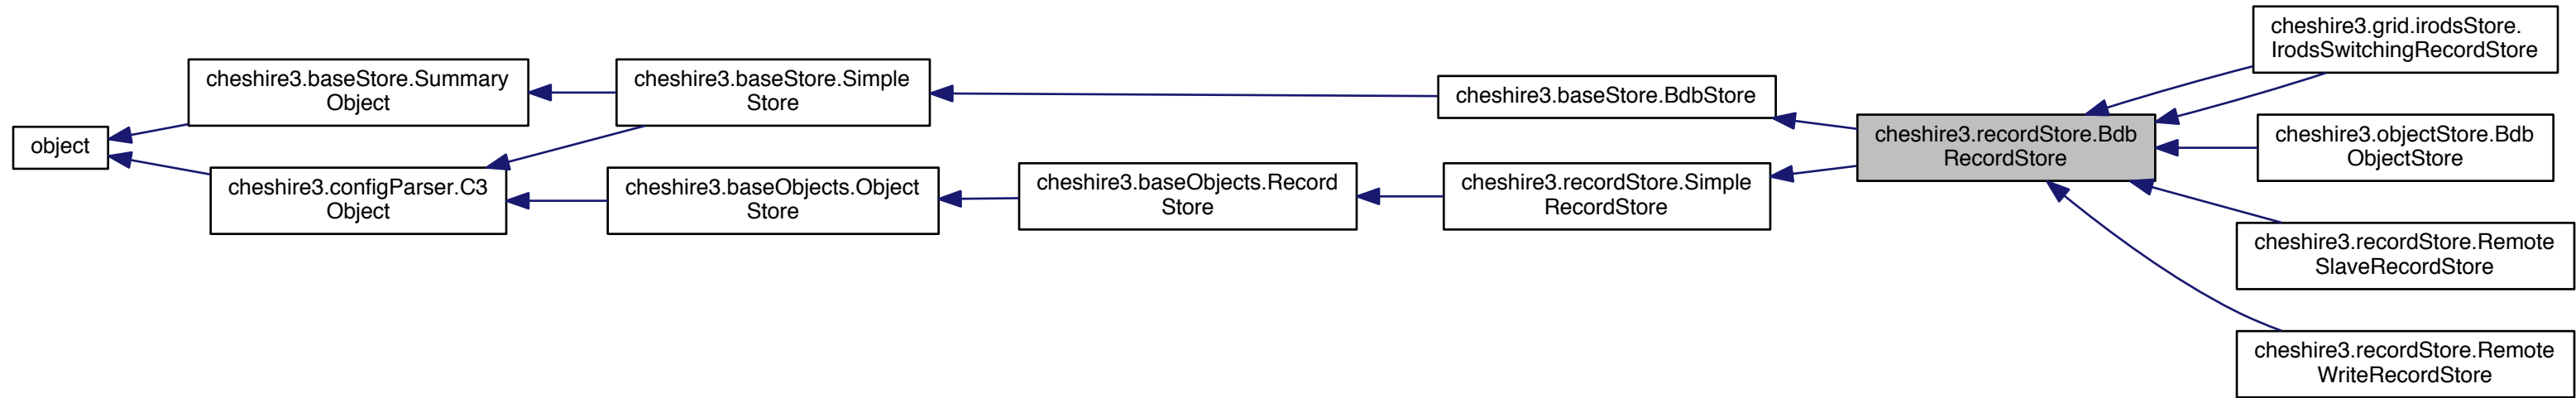 object
cheshire3.baseStore.Summary
Object
cheshire3.configParser.C3
Object
cheshire3.baseStore.Simple
Store
cheshire3.baseObjects.Object
Store
cheshire3.baseObjects.Record
Store
cheshire3.baseStore.BdbStore
cheshire3.recordStore.Simple
RecordStore
cheshire3.recordStore.Bdb
RecordStore
cheshire3.grid.irodsStore.
IrodsSwitchingRecordStore
cheshire3.objectStore.Bdb
ObjectStore
cheshire3.recordStore.Remote
SlaveRecordStore
cheshire3.recordStore.Remote
WriteRecordStore